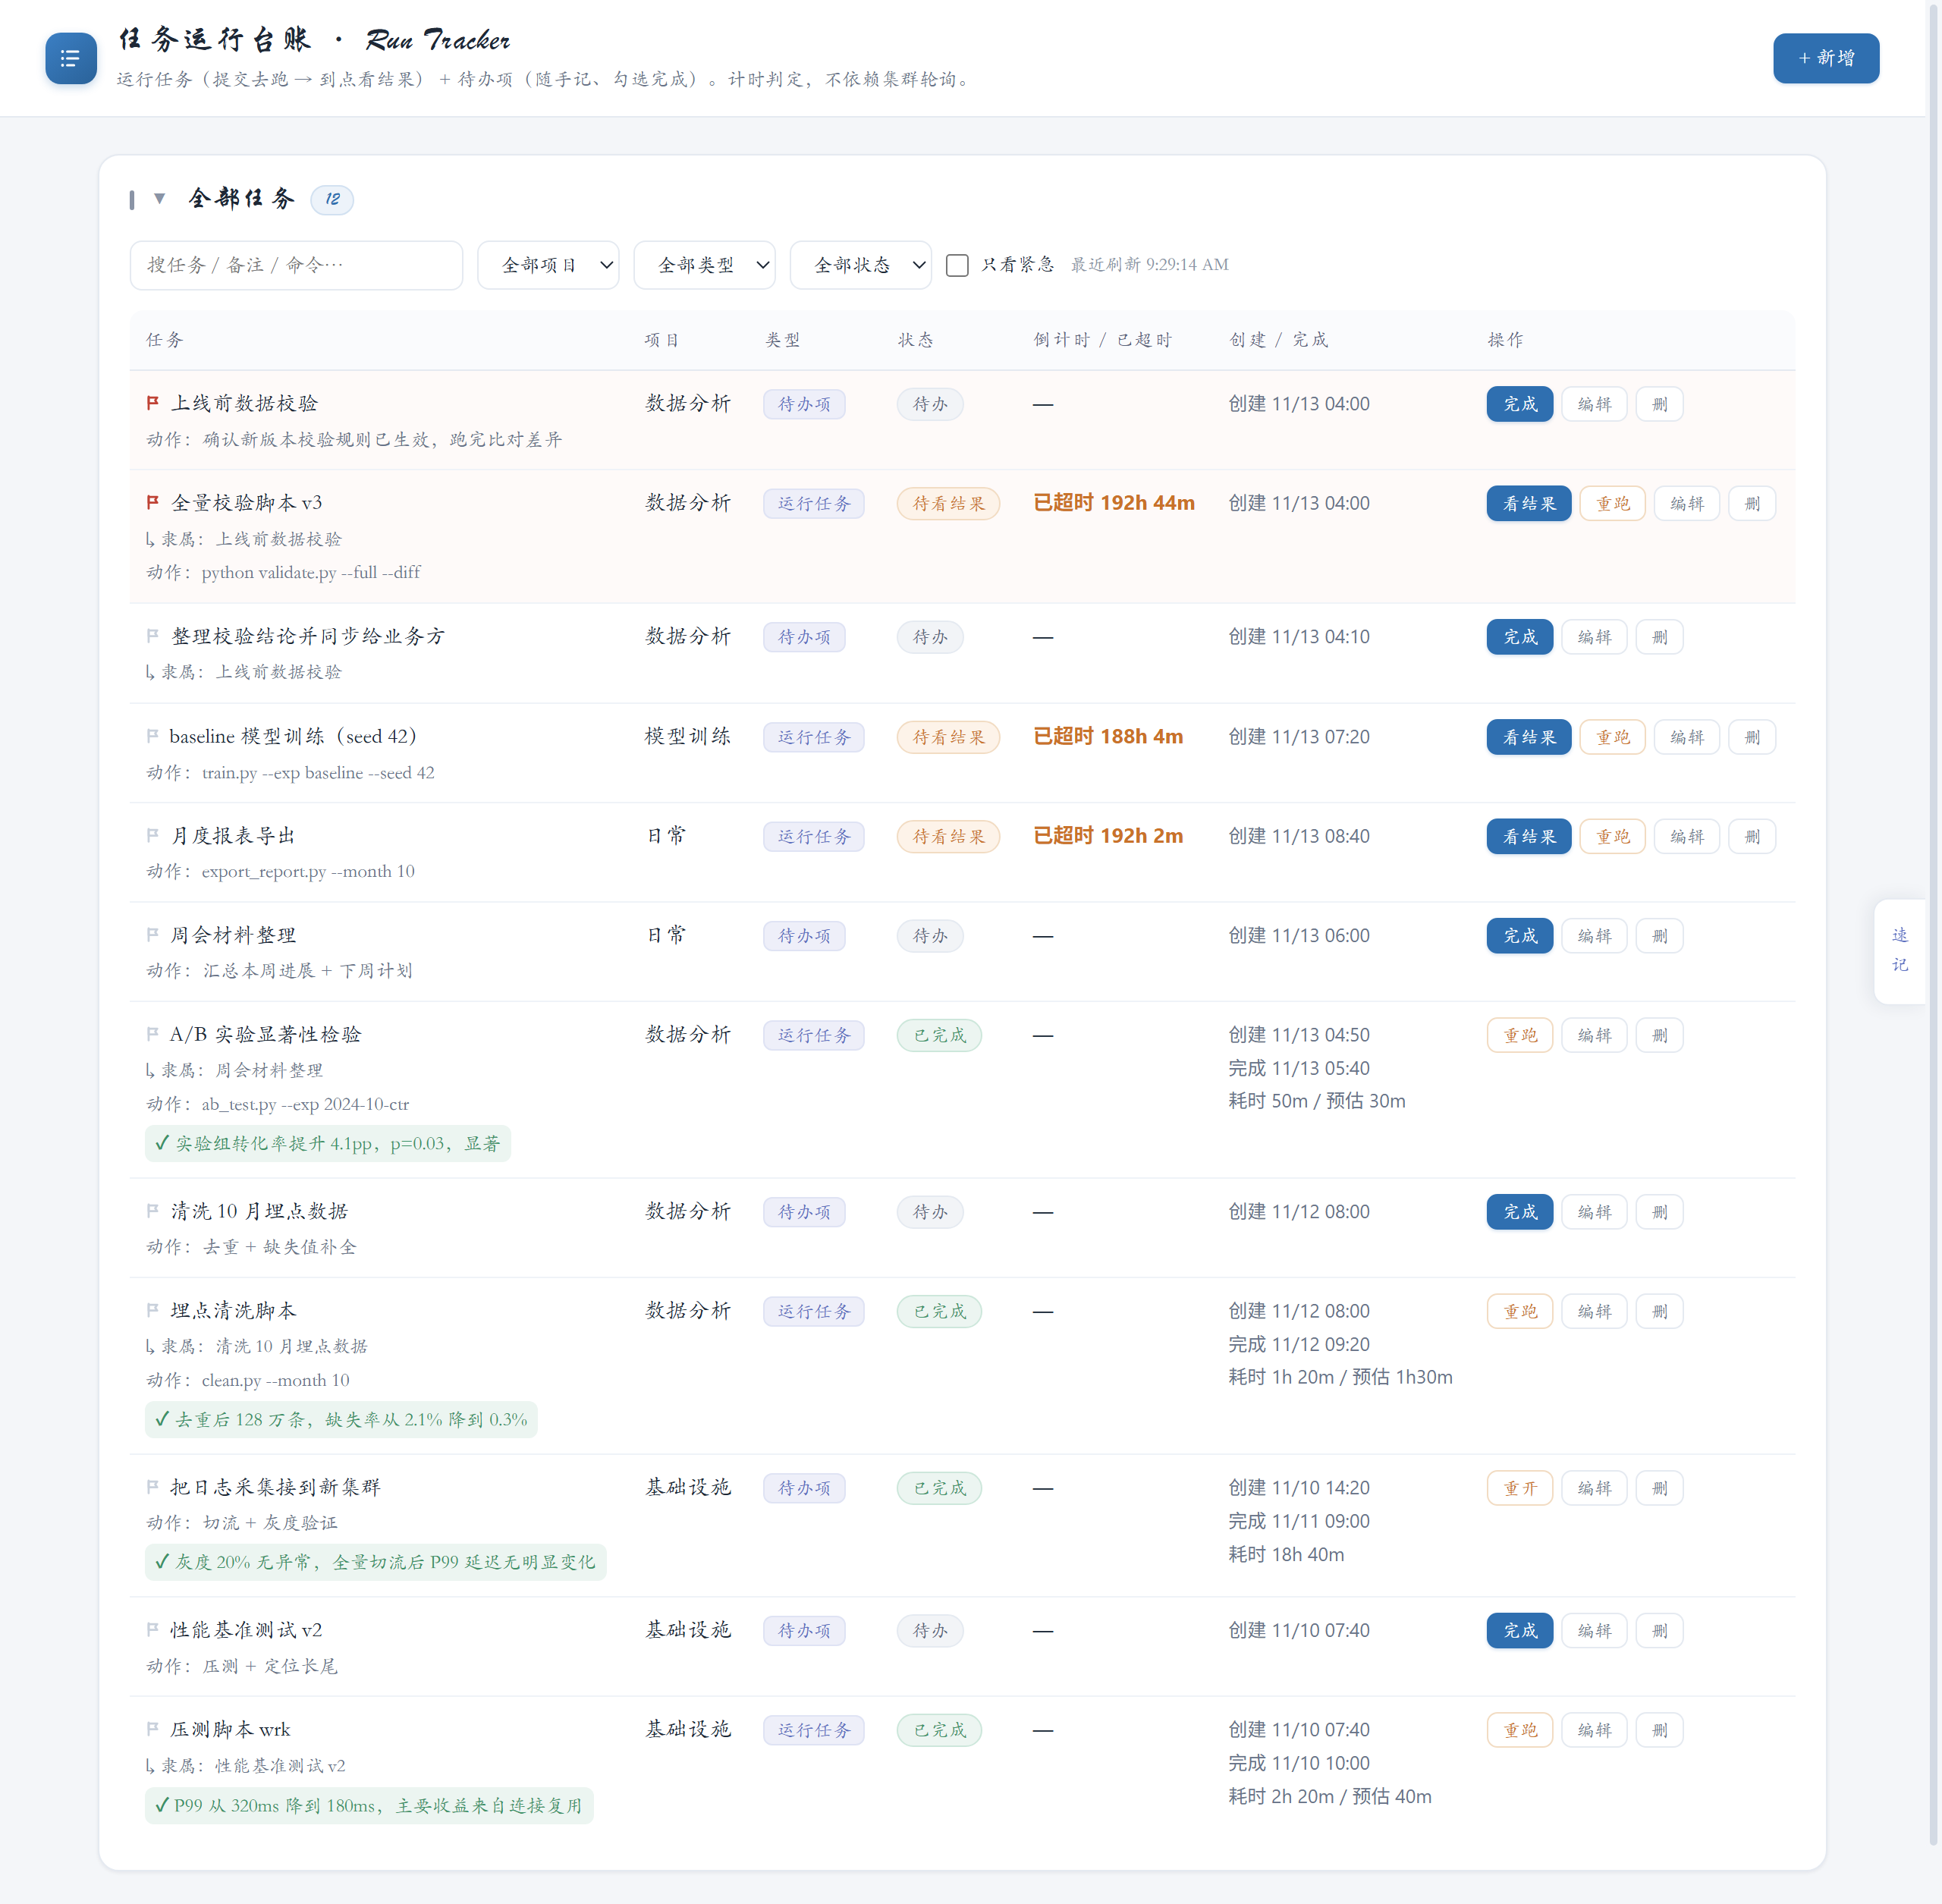 任务运行台账 · Run Tracker
运行任务（提交去跑 → 到点看结果）+ 待办项（随手记、勾选完成）。计时判定，不依赖集群轮询。
+ 新增
▼ 全部任务 12
搜任务 / 备注 / 命令… 全部项目 全部类型 全部状态 只看紧急 最近刷新 9:29:14 AM
任务 项目 类型 状态 倒计时 / 已超时 创建 / 完成 操作
上线前数据校验 数据分析 待办项 待办 — 创建 11/13 04:00 完成 编辑 删
动作：确认新版本校验规则已生效，跑完比对差异
全量校验脚本 v3 数据分析 运行任务 待看结果 已超时 192h 44m 创建 11/13 04:00 看结果 重跑 编辑 删
↳ 隶属：上线前数据校验
动作：python validate.py --full --diff
整理校验结论并同步给业务方 数据分析 待办项 待办 — 创建 11/13 04:10 完成 编辑 删
↳ 隶属：上线前数据校验
baseline 模型训练（seed 42） 模型训练 运行任务 待看结果 已超时 188h 4m 创建 11/13 07:20 看结果 重跑 编辑 删
动作：train.py --exp baseline --seed 42
月度报表导出 日常 运行任务 待看结果 已超时 192h 2m 创建 11/13 08:40 看结果 重跑 编辑 删
动作：export_report.py --month 10
周会材料整理 日常 待办项 待办 — 创建 11/13 06:00 完成 编辑 删
动作：汇总本周进展 + 下周计划
A/B 实验显著性检验 数据分析 运行任务 已完成 — 创建 11/13 04:50 重跑 编辑 删
↳ 隶属：周会材料整理 完成 11/13 05:40
动作：ab_test.py --exp 2024-10-ctr 耗时 50m / 预估 30m
✓ 实验组转化率提升 4.1pp，p=0.03，显著
清洗 10 月埋点数据 数据分析 待办项 待办 — 创建 11/12 08:00 完成 编辑 删
动作：去重 + 缺失值补全
埋点清洗脚本 数据分析 运行任务 已完成 — 创建 11/12 08:00 重跑 编辑 删
↳ 隶属：清洗 10 月埋点数据 完成 11/12 09:20
动作：clean.py --month 10 耗时 1h 20m / 预估 1h30m
✓ 去重后 128 万条，缺失率从 2.1% 降到 0.3%
把日志采集接到新集群 基础设施 待办项 已完成 — 创建 11/10 14:20 重开 编辑 删
动作：切流 + 灰度验证 完成 11/11 09:00
✓ 灰度 20% 无异常，全量切流后 P99 延迟无明显变化 耗时 18h 40m
性能基准测试 v2 基础设施 待办项 待办 — 创建 11/10 07:40 完成 编辑 删
动作：压测 + 定位长尾
压测脚本 wrk 基础设施 运行任务 已完成 — 创建 11/10 07:40 重跑 编辑 删
↳ 隶属：性能基准测试 v2 完成 11/10 10:00
✓ P99 从 320ms 降到 180ms，主要收益来自连接复用 耗时 2h 20m / 预估 40m
速
记